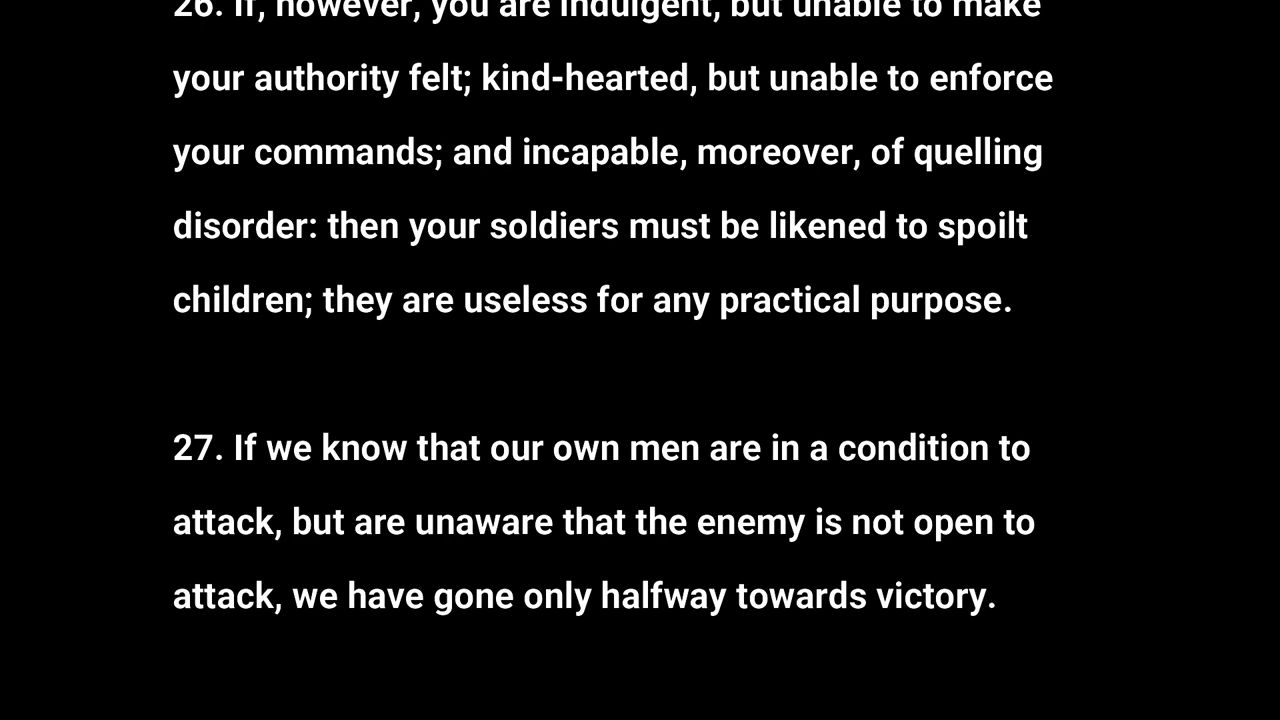 26. If, however, you are indulgent, but unable to make
your authority felt; kind-hearted, but unable to enforce
your commands; and incapable, moreover, of quelling
disorder: then your soldiers must be likened to spoilt
children; they are useless for any practical purpose.
27. If we know that our own men are in a condition to
attack, but are unaware that the enemy is not open to
attack, we have gone only halfway towards victory.